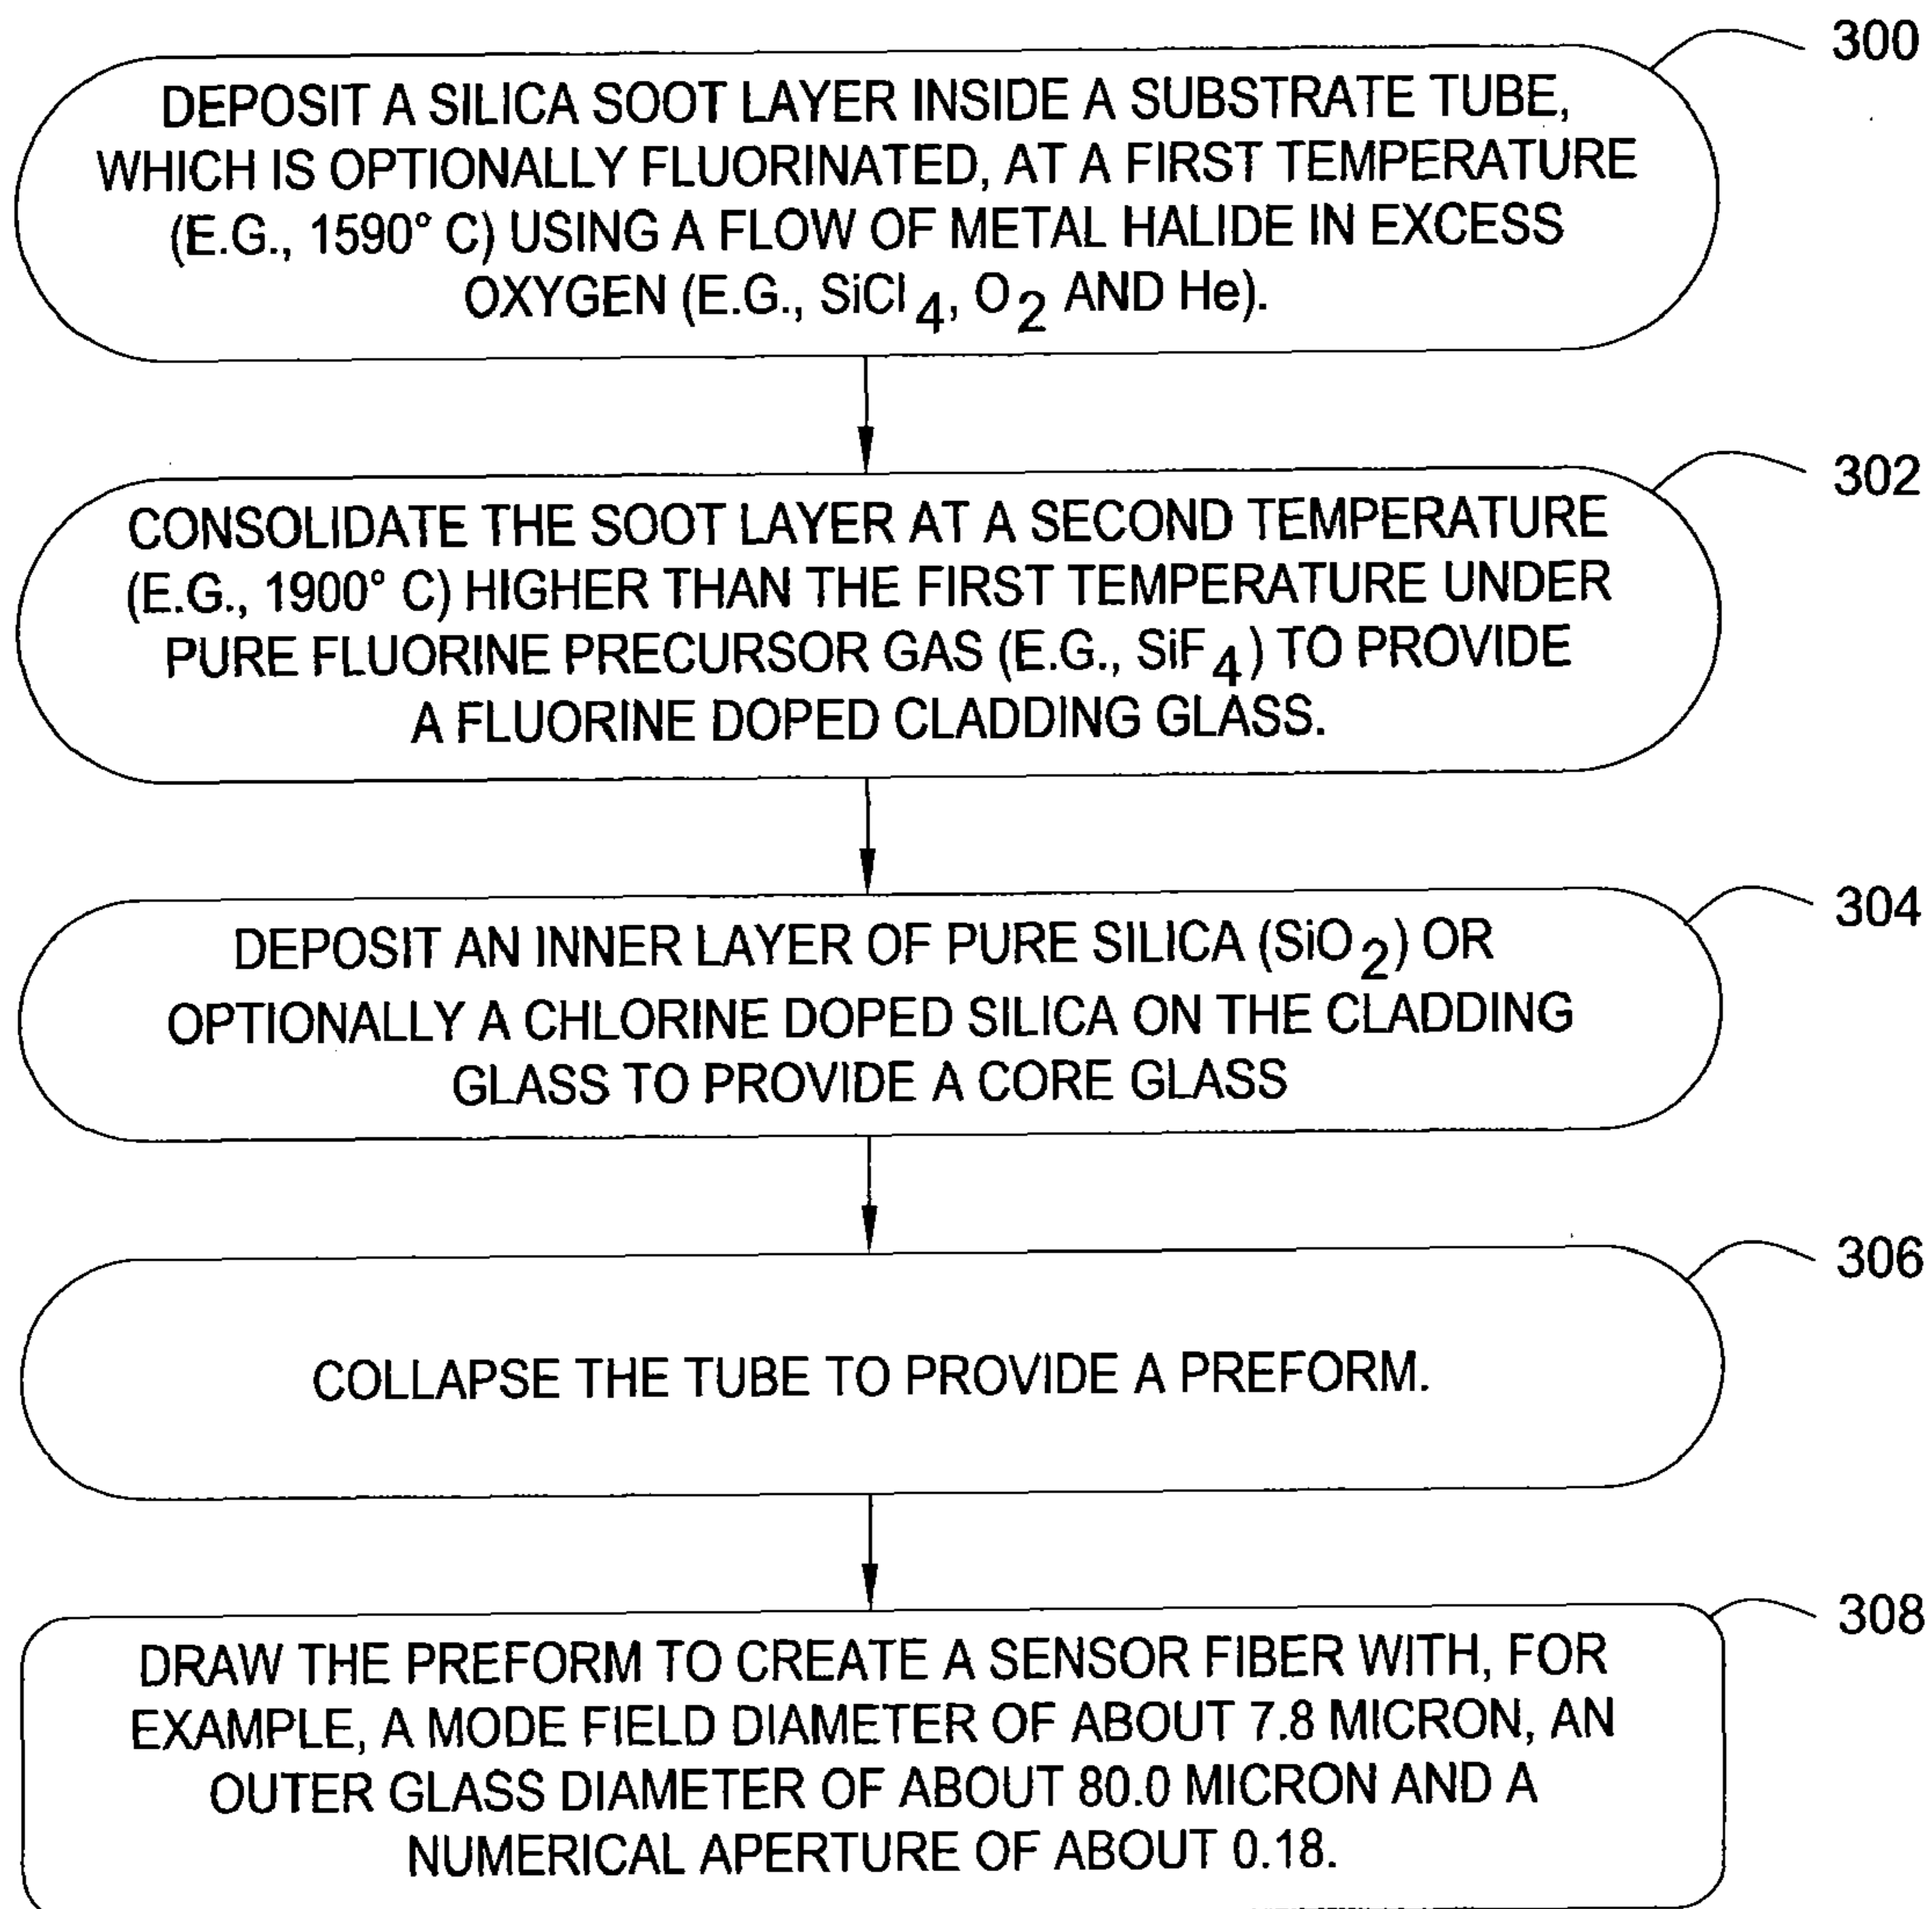 300
DEPOSIT A SILICA SOOT LAYER INSIDE A SUBSTRATE TUBE,
WHICH IS OPTIONALLY FLUORINATED, AT A FIRST TEMPERATURE
(E.G., 1590° C) USING A FLOW OF METAL HALIDE IN EXCESS
OXYGEN (E.G., SiCl₄, O₂ AND He).
302
CONSOLIDATE THE SOOT LAYER AT A SECOND TEMPERATURE
(E.G., 1900° C) HIGHER THAN THE FIRST TEMPERATURE UNDER
PURE FLUORINE PRECURSOR GAS (E.G., SiF₄) TO PROVIDE
A FLUORINE DOPED CLADDING GLASS.
304
DEPOSIT AN INNER LAYER OF PURE SILICA (SiO₂) OR
OPTIONALLY A CHLORINE DOPED SILICA ON THE CLADDING
GLASS TO PROVIDE A CORE GLASS
306
COLLAPSE THE TUBE TO PROVIDE A PREFORM.
308
DRAW THE PREFORM TO CREATE A SENSOR FIBER WITH, FOR
EXAMPLE, A MODE FIELD DIAMETER OF ABOUT 7.8 MICRON, AN
OUTER GLASS DIAMETER OF ABOUT 80.0 MICRON AND A
NUMERICAL APERTURE OF ABOUT 0.18.